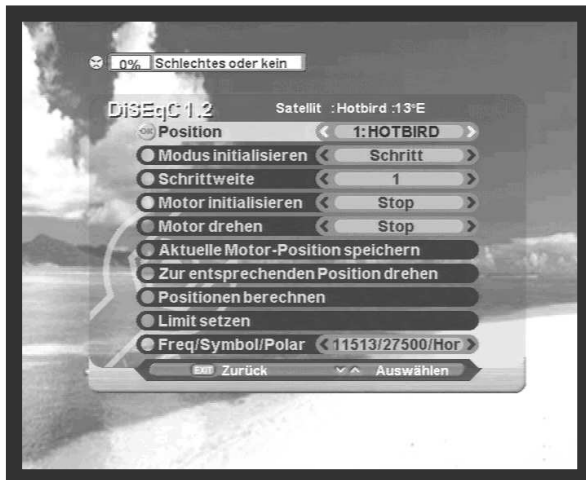 0% Schlechtes oder kein
DiSEqC 1.2 Satellit :Hotbird :13°E
OK Position 1:HOTBIRD
Modus initialisieren Schritt
Schrittweite 1
Motor initialisieren Stop
Motor drehen Stop
Aktuelle Motor-Position speichern
Zur entsprechenden Position drehen
Positionen berechnen
Limit setzen
Freq/Symbol/Polar 11513/27500/Hor
EXIT Zurück Auswählen